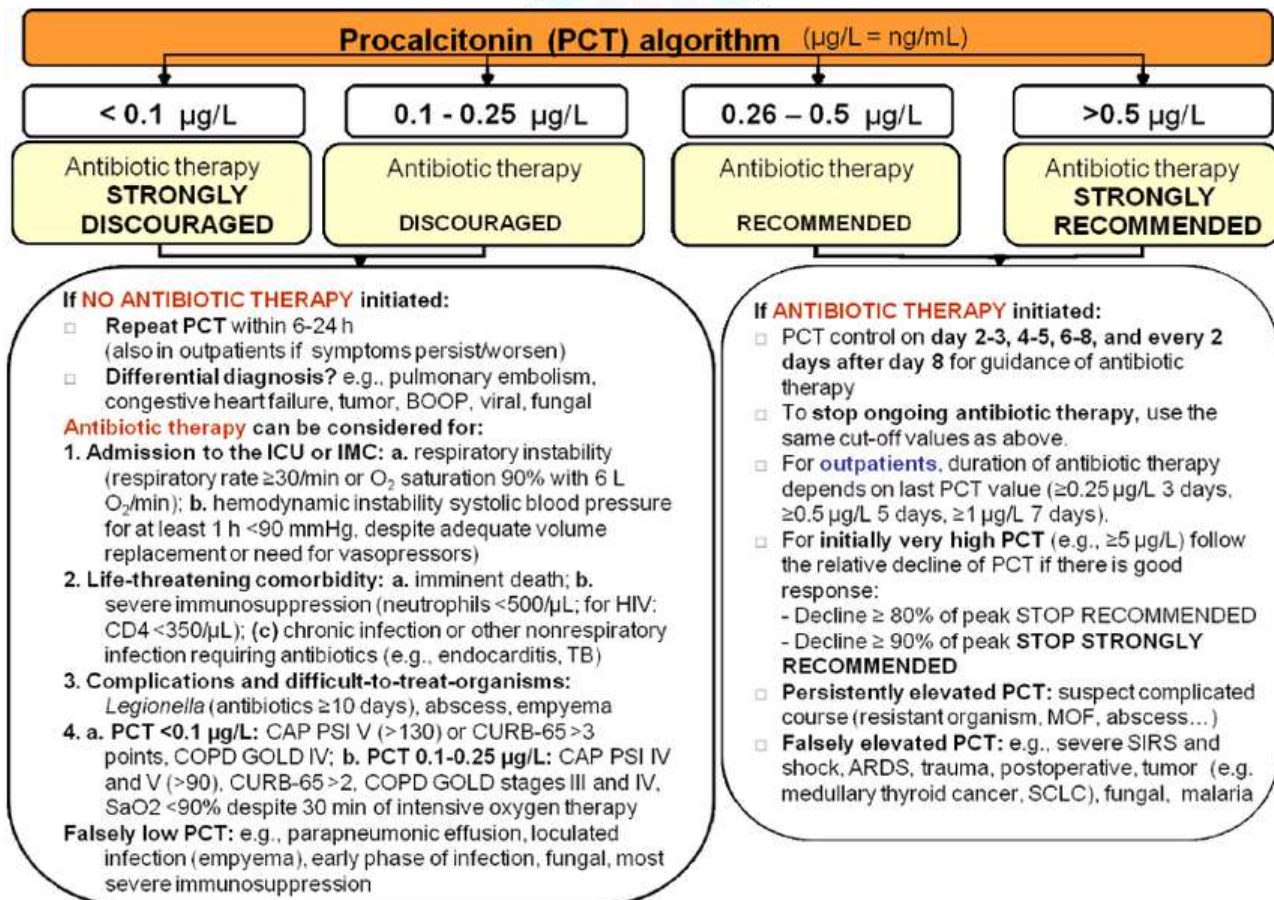 Procalcitonin (PCT) algorithm (µg/L = ng/mL)
< 0.1 µg/L
0.1 - 0.25 µg/L
0.26 – 0.5 µg/L
>0.5 µg/L
Antibiotic therapy
STRONGLY
DISCOURAGED
Antibiotic therapy
DISCOURAGED
Antibiotic therapy
RECOMMENDED
Antibiotic therapy
STRONGLY
RECOMMENDED
If NO ANTIBIOTIC THERAPY initiated:
□ Repeat PCT within 6-24 h
(also in outpatients if symptoms persist/worsen)
□ Differential diagnosis? e.g., pulmonary embolism,
congestive heart failure, tumor, BOOP, viral, fungal
Antibiotic therapy can be considered for:
1. Admission to the ICU or IMC: a. respiratory instability
(respiratory rate ≥30/min or O₂ saturation 90% with 6 L
O₂/min); b. hemodynamic instability systolic blood pressure
for at least 1 h <90 mmHg, despite adequate volume
replacement or need for vasopressors)
2. Life-threatening comorbidity: a. imminent death; b.
severe immunosuppression (neutrophils <500/µL; for HIV:
CD4 <350/µL); (c) chronic infection or other nonrespiratory
infection requiring antibiotics (e.g., endocarditis, TB)
3. Complications and difficult-to-treat-organisms:
Legionella (antibiotics ≥10 days), abscess, empyema
4. a. PCT <0.1 µg/L: CAP PSI V (>130) or CURB-65 >3
points, COPD GOLD IV; b. PCT 0.1-0.25 µg/L: CAP PSI IV
and V (>90), CURB-65 >2, COPD GOLD stages III and IV,
SaO2 <90% despite 30 min of intensive oxygen therapy
Falsely low PCT: e.g., parapneumonic effusion, loculated
infection (empyema), early phase of infection, fungal, most
severe immunosuppression
If ANTIBIOTIC THERAPY initiated:
□ PCT control on day 2-3, 4-5, 6-8, and every 2
days after day 8 for guidance of antibiotic
therapy
□ To stop ongoing antibiotic therapy, use the
same cut-off values as above.
□ For outpatients, duration of antibiotic therapy
depends on last PCT value (≥0.25 µg/L 3 days,
≥0.5 µg/L 5 days, ≥1 µg/L 7 days).
□ For initially very high PCT (e.g., ≥5 µg/L) follow
the relative decline of PCT if there is good
response:
- Decline ≥ 80% of peak STOP RECOMMENDED
- Decline ≥ 90% of peak STOP STRONGLY
RECOMMENDED
□ Persistently elevated PCT: suspect complicated
course (resistant organism, MOF, abscess…)
□ Falsely elevated PCT: e.g., severe SIRS and
shock, ARDS, trauma, postoperative, tumor (e.g.
medullary thyroid cancer, SCLC), fungal, malaria